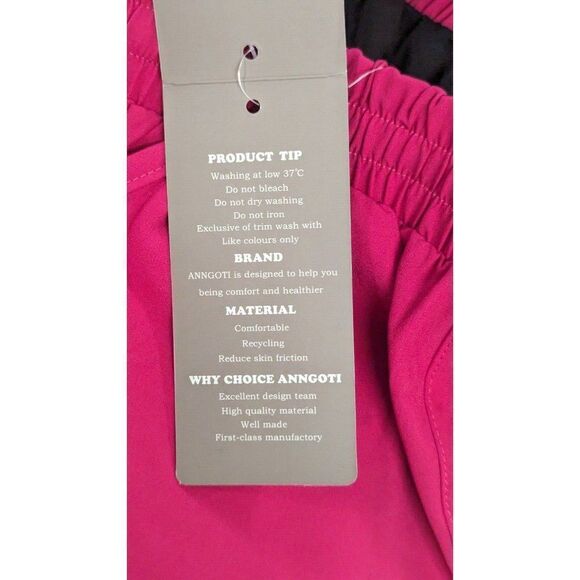 PRODUCT TIP
Washing at low 37℃
Do not bleach
Do not dry washing
Do not iron
Exclusive of trim wash with
Like colours only
BRAND
ANNGOTI is designed to help you
being comfort and healthier
MATERIAL
Comfortable
Recycling
Reduce skin friction
WHY CHOICE ANNGOTI
Excellent design team
High quality material
Well made
First-class manufactory